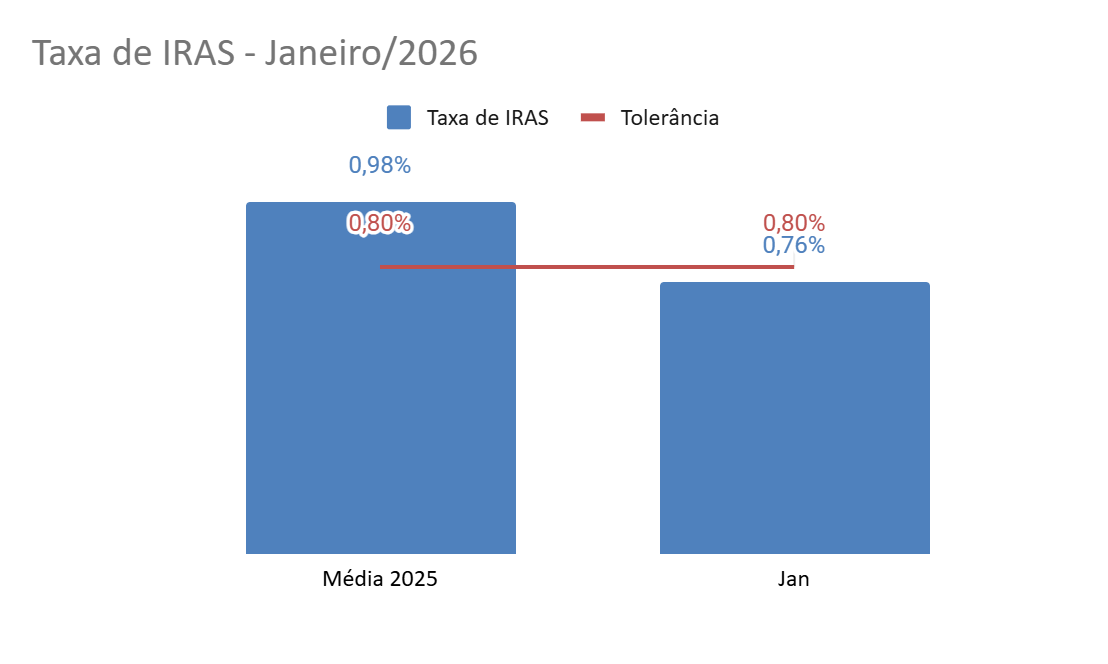 Taxa de IRAS - Janeiro/2026
Taxa de IRAS Tolerância
0,98%
0,80% 0,80%
0,76%
Média 2025 Jan